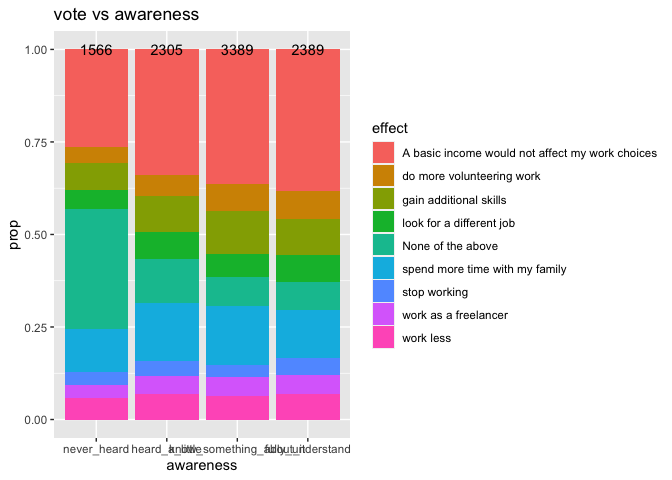 vote vs awareness
1.00
0.75
0.50
0.25
0.00
prop
1566 2305 3389 2389
never_heard heard_a_little know_something_about_it fully_understand
awareness
effect
A basic income would not affect my work choices
do more volunteering work
gain additional skills
look for a different job
None of the above
spend more time with my family
stop working
work as a freelancer
work less